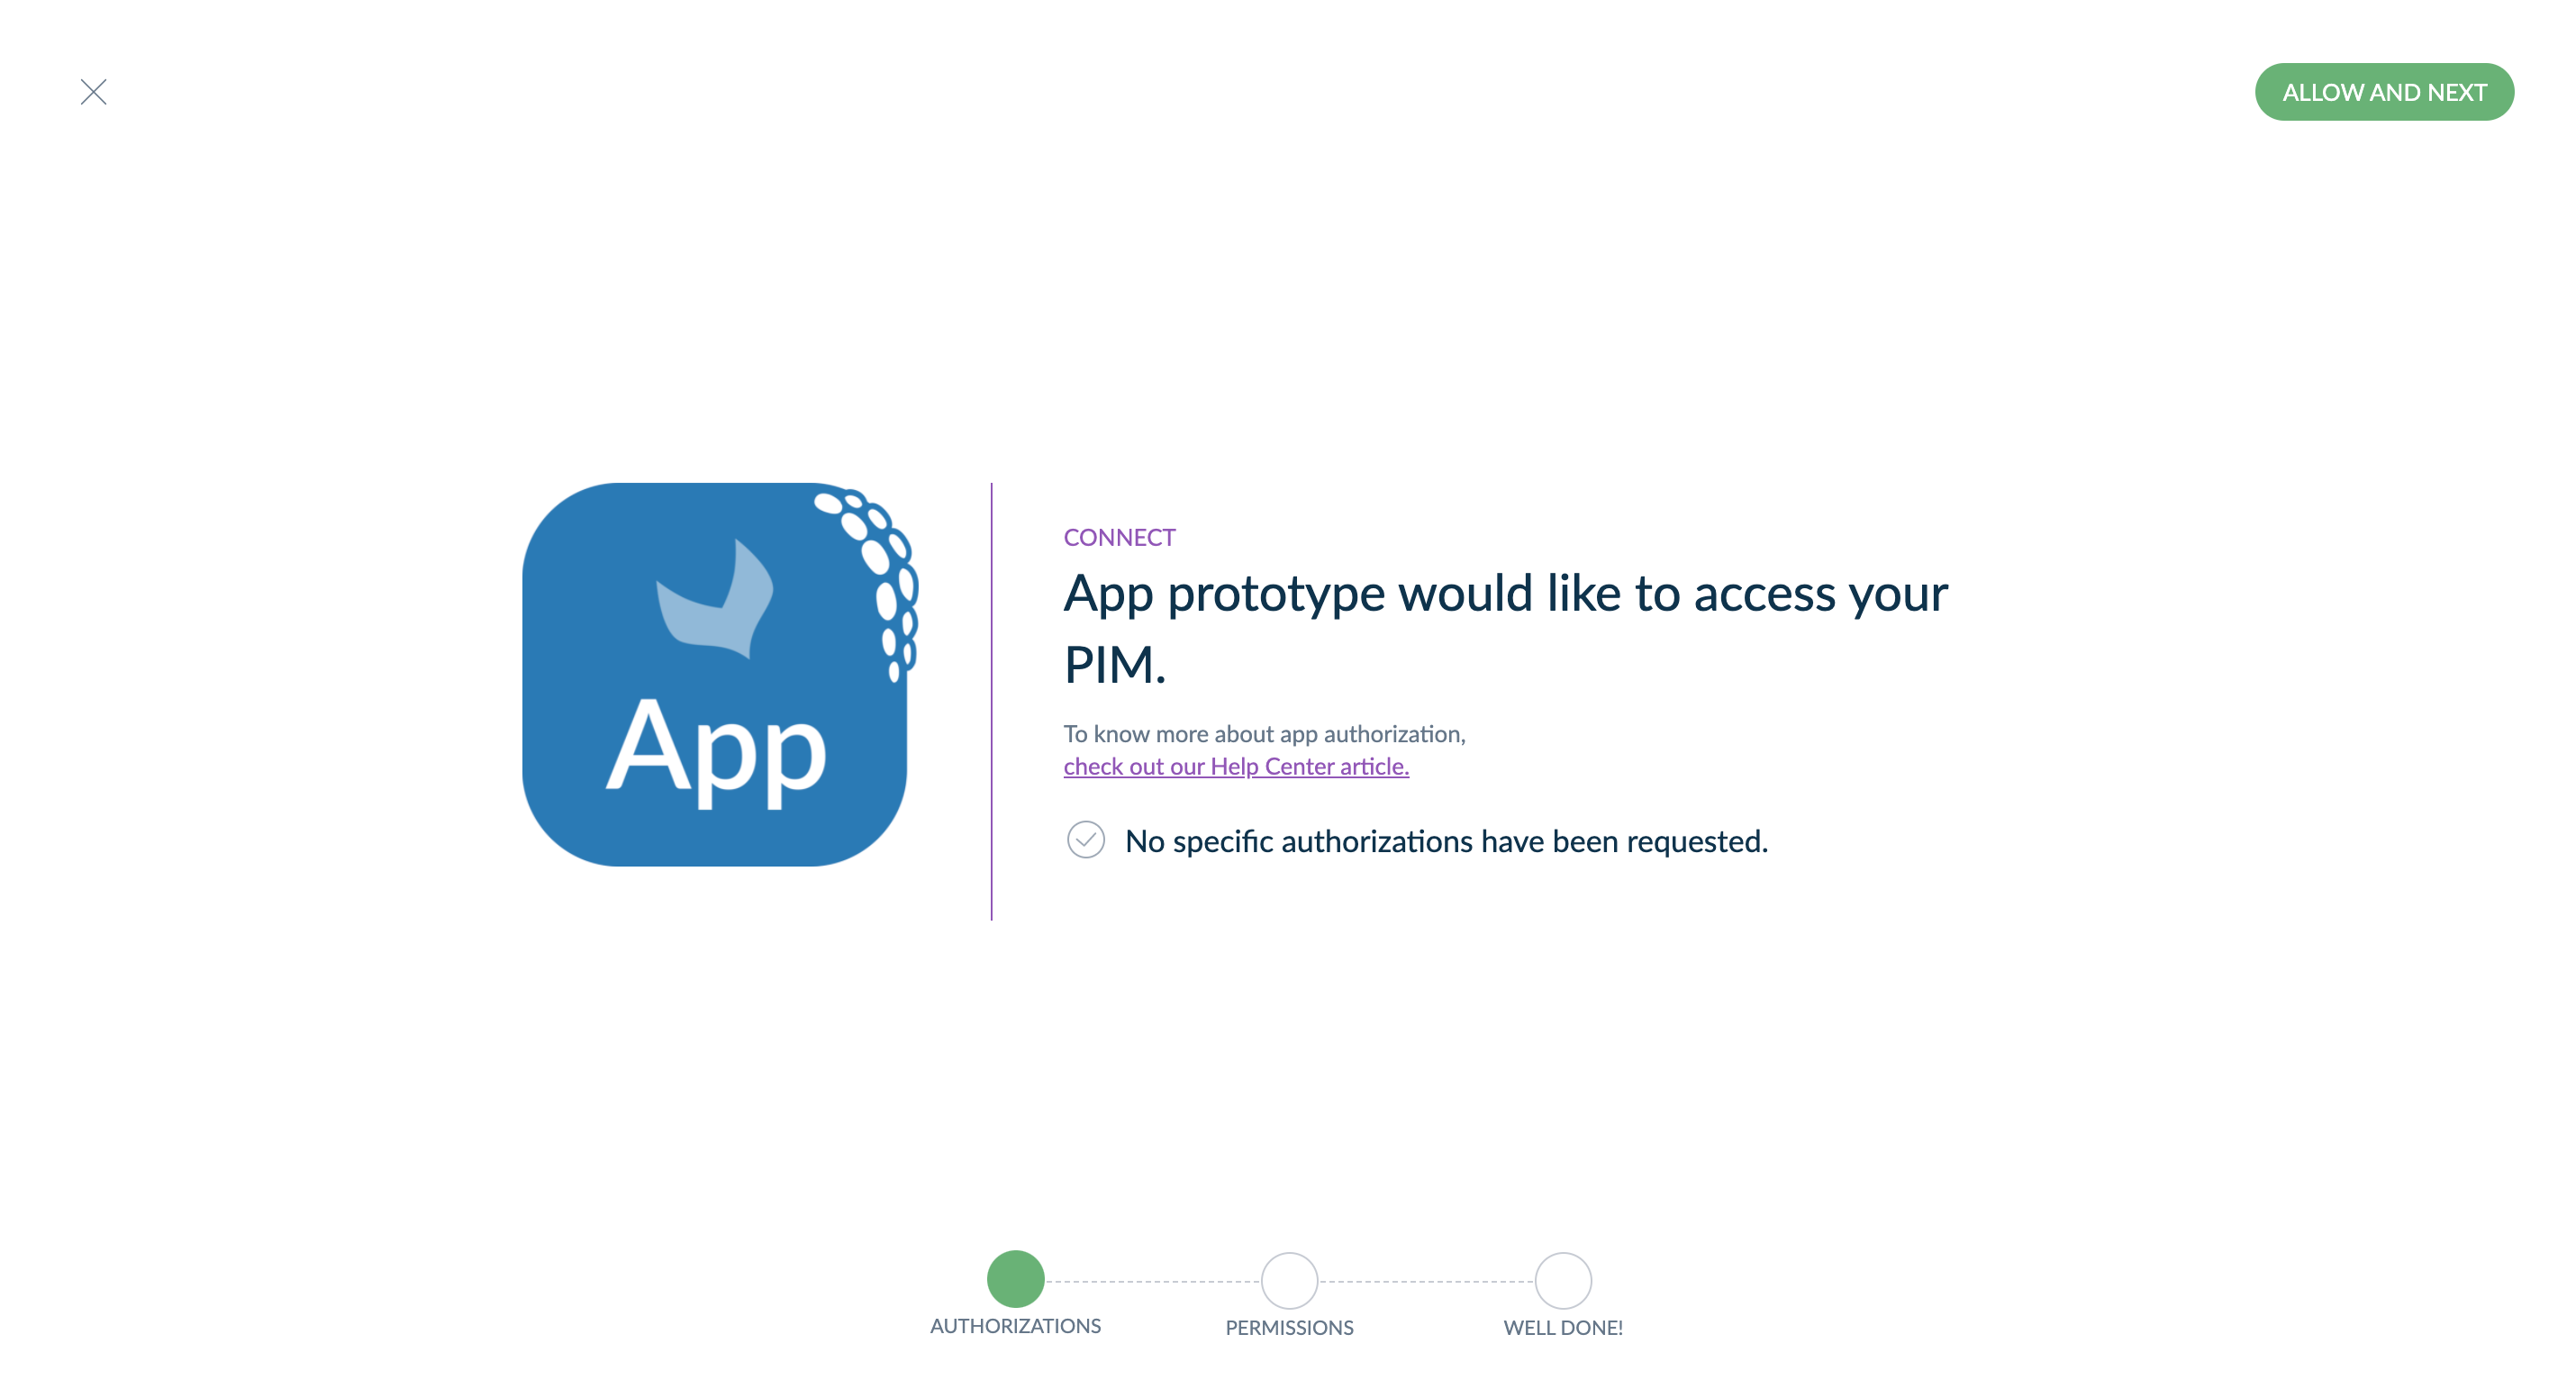 ALLOW AND NEXT
App
CONNECT
App prototype would like to access your
PIM.
To know more about app authorization,
check out our Help Center article.
No specific authorizations have been requested.
AUTHORIZATIONS
PERMISSIONS
WELL DONE!